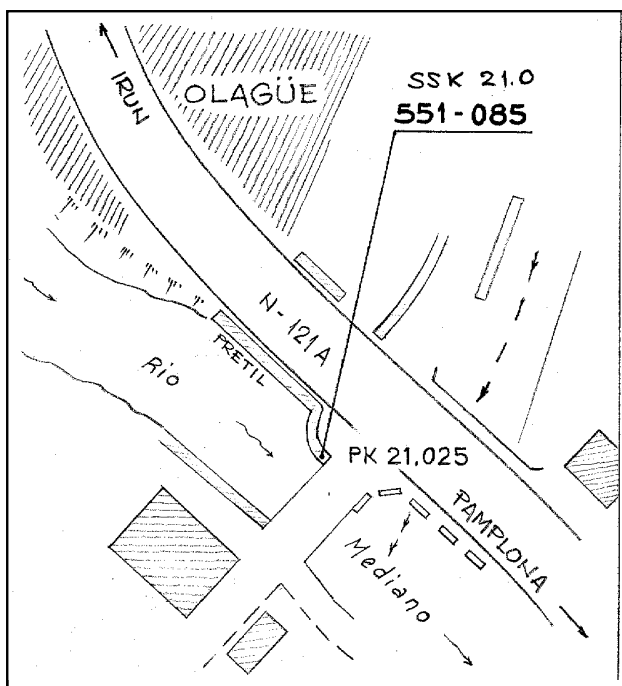 IRUN
OLAGÜE
SSK 21.0
551-085
N-121A
PRETIL
RÍO
PK 21,025
PAMPLONA
Mediano